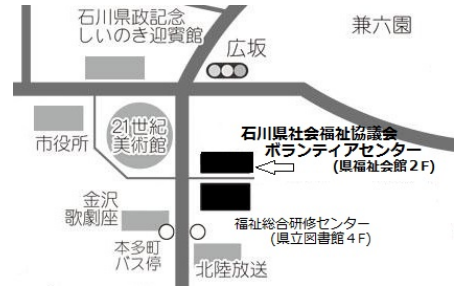 石川県政記念
しいのき迎賓館
広坂
兼六園
市役所
21世紀
美術館
石川県社会福祉協議会
ボランティアセンター
(県福祉会館2F)
金沢
歌劇座
福祉総合研修センター
(県立図書館4F)
本多町
バス停
北陸放送